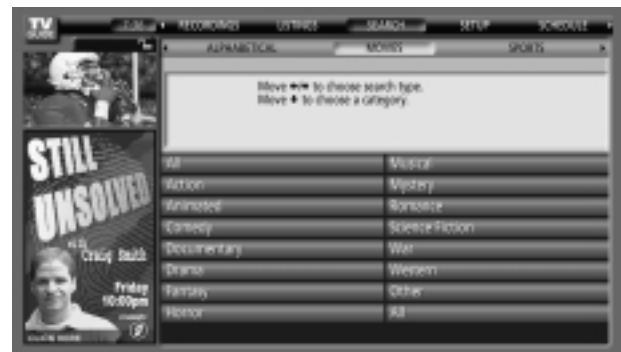 TV GUIDE
RECORDINGS LISTINGS SEARCH SETUP SCHEDULE
ALPHABETICAL MOVIES SPORTS
Move ←/→ to choose search type.
Move ↓ to choose a category.
All Musical
Action Mystery
Animated Romance
Comedy Science Fiction
Documentary War
Drama Western
Fantasy Other
Horror All
STILL
UNSOLVED
with
Craig Smith
Friday
10:00pm